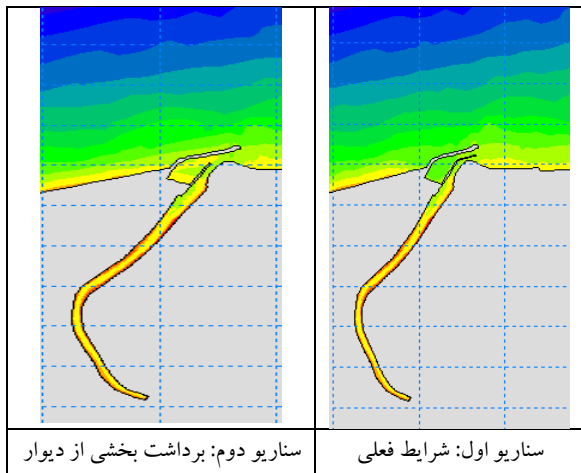 سناریو اول: شرایط فعلی
سناریو دوم: برداشت بخشی از دیوار